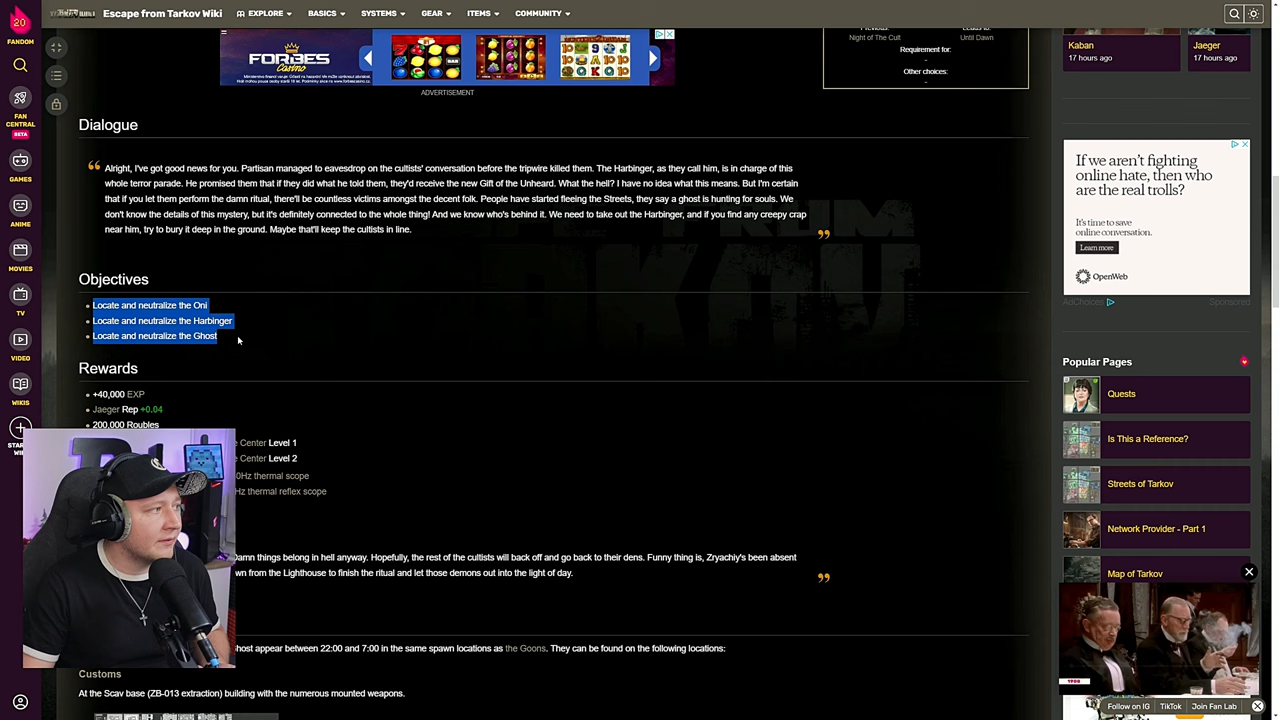 20
FANDOM
FAN
CENTRAL
BETA
GAMES
ANIME
MOVIES
TV
VIDEO
WIKIS
Escape from Tarkov Wiki
EXPLORE
BASICS
SYSTEMS
GEAR
ITEMS
COMMUNITY
FORBES
Casino
ADVERTISEMENT
Previous:
Leads to:
Night of The Cult
Until Dawn
Requirement for:
-
Other choices:
-
Dialogue
Alright, I've got good news for you. Partisan managed to eavesdrop on the cultists' conversation before the tripwire killed them. The Harbinger, as they call him, is in charge of this
whole terror parade. He promised them that if they did what he told them, they'd receive the new Gift of the Unheard. What the hell? I have no idea what this means. But I'm certain
that if you let them perform the damn ritual, there'll be countless victims amongst the decent folk. People have started fleeing the Streets, they say a ghost is hunting for souls. We
don't know the details of this mystery, but it's definitely connected to the whole thing! And we know who's behind it. We need to take out the Harbinger, and if you find any creepy crap
near him, try to bury it deep in the ground. Maybe that'll keep the cultists in line.
Objectives
Locate and neutralize the Oni
Locate and neutralize the Harbinger
Locate and neutralize the Ghost
Rewards
+40,000 EXP
Jaeger Rep +0.04
200,000 Roubles
Center Level 1
Center Level 2
0Hz thermal scope
Hz thermal reflex scope
Damn things belong in hell anyway. Hopefully, the rest of the cultists will back off and go back to their dens. Funny thing is, Zryachiy's been absent
wn from the Lighthouse to finish the ritual and let those demons out into the light of day.
host appear between 22:00 and 7:00 in the same spawn locations as the Goons. They can be found on the following locations:
Customs
At the Scav base (ZB-013 extraction) building with the numerous mounted weapons.
Kaban
17 hours ago
Jaeger
17 hours ago
If we aren't fighting
online hate, then who
are the real trolls?
It's time to save
online conversation.
Learn more
OpenWeb
AdChoices
Sponsored
Popular Pages
Quests
Is This a Reference?
Streets of Tarkov
Network Provider - Part 1
Map of Tarkov
Follow on IG
TikTok
Join Fan Lab